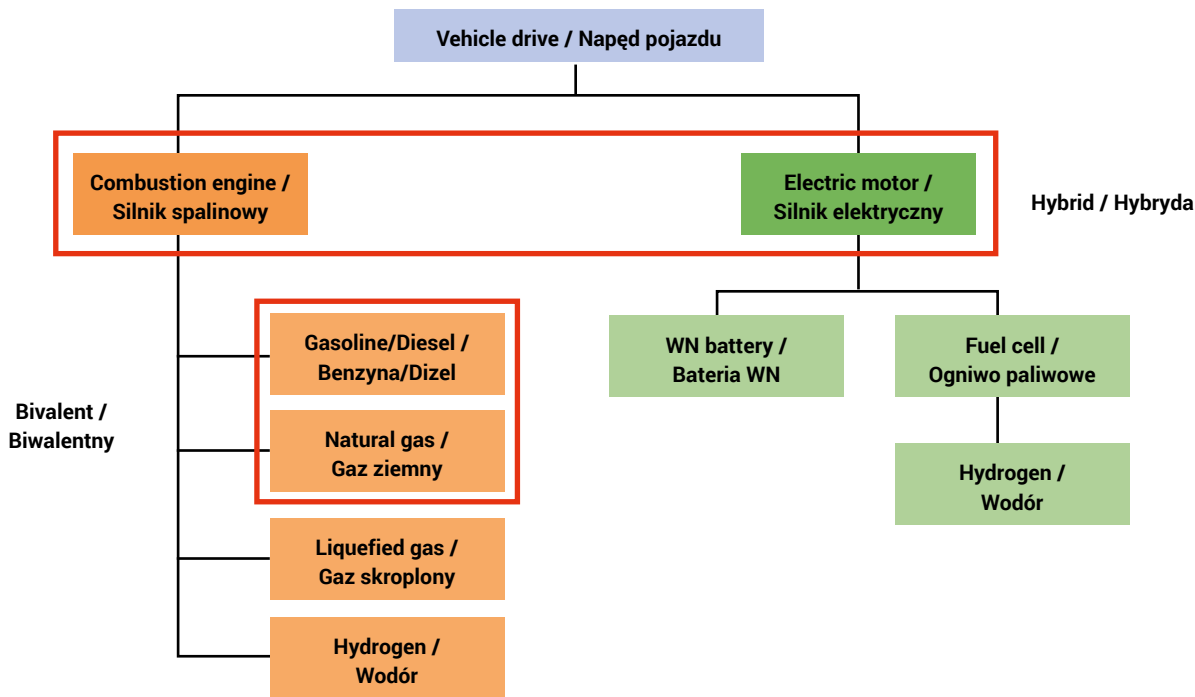 Vehicle drive / Napęd pojazdu
Combustion engine /
Silnik spalinowy
Electric motor /
Silnik elektryczny
Hybrid / Hybryda
Gasoline/Diesel /
Benzyna/Dizel
WN battery /
Bateria WN
Fuel cell /
Ogniwo paliwowe
Bivalent /
Biwalentny
Natural gas /
Gaz ziemny
Hydrogen /
Wodór
Liquefied gas /
Gaz skroplony
Hydrogen /
Wodór